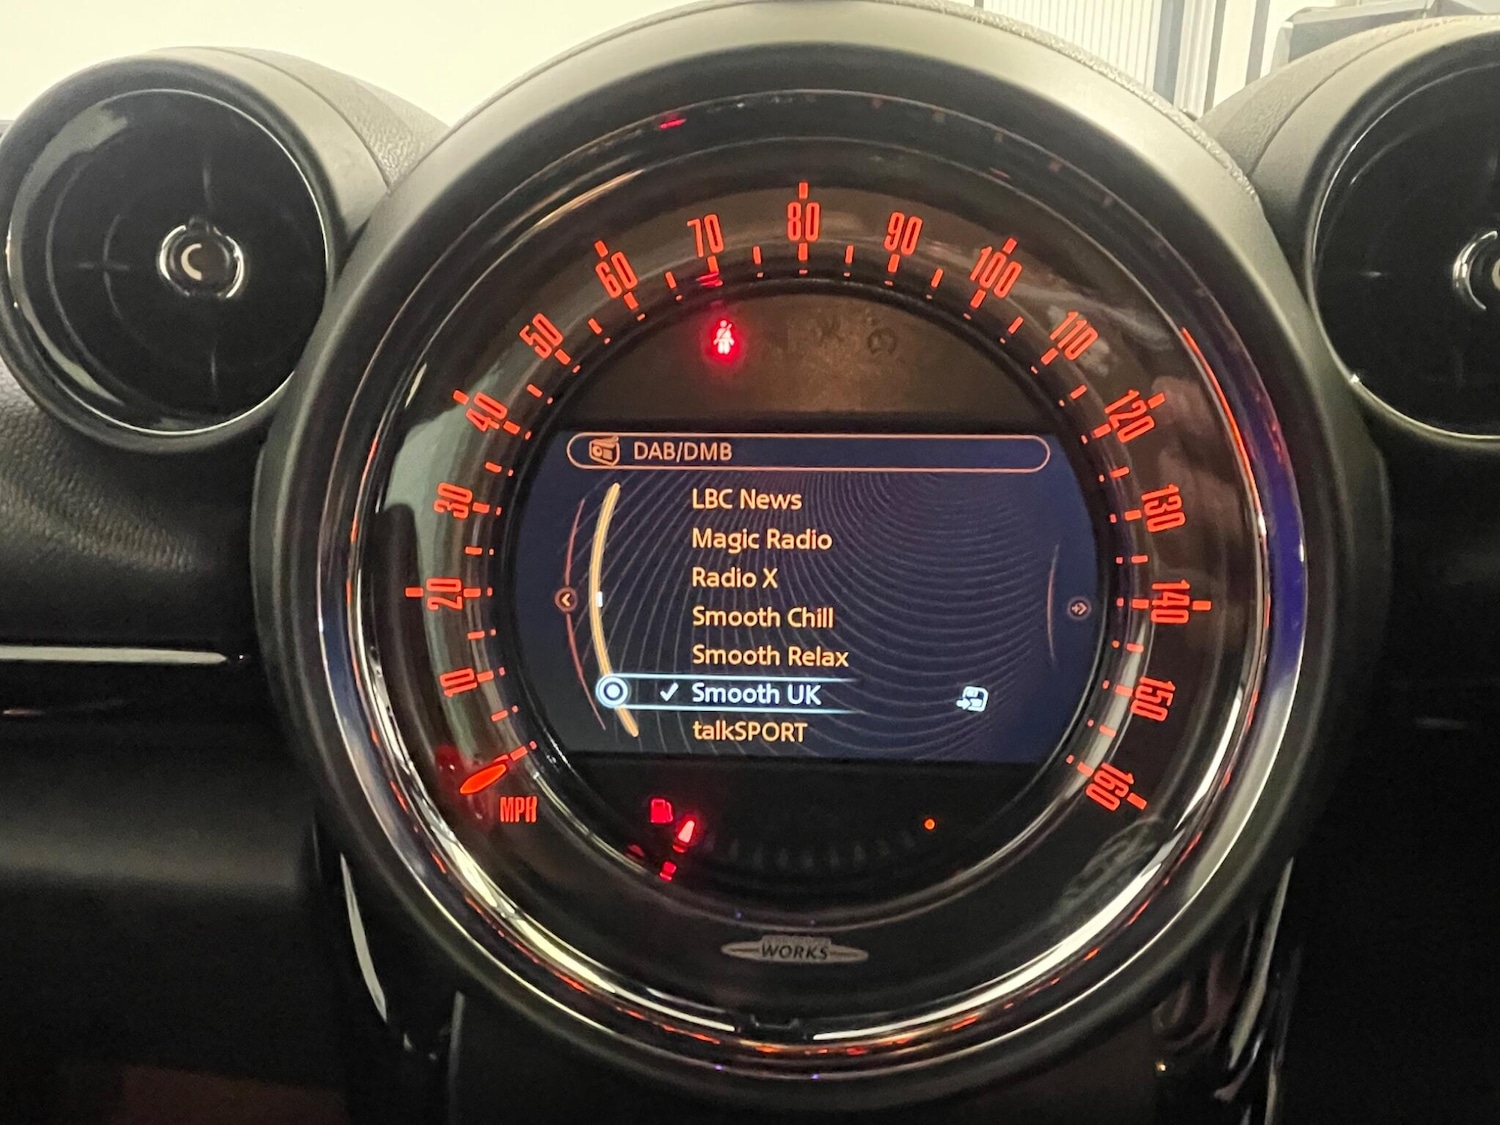 10
20
30
40
50
60
70
80
90
100
110
120
130
140
150
160
MPH
DAB/DMB
LBC News
Magic Radio
Radio X
Smooth Chill
Smooth Relax
Smooth UK
talkSPORT
WORKS